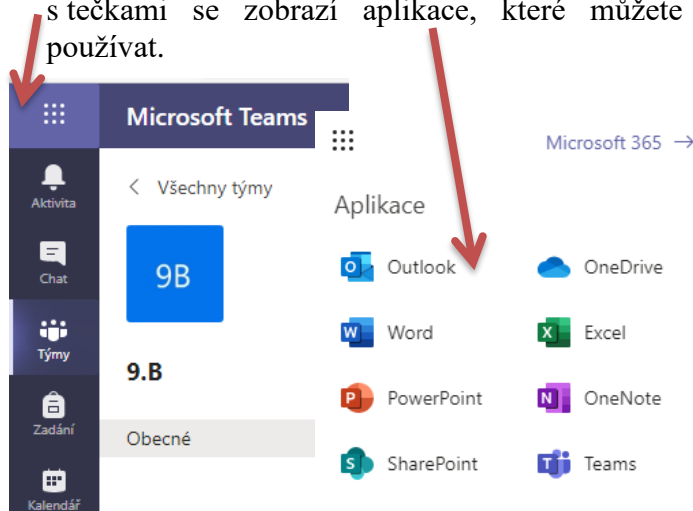 s tečkami se zobrazí aplikace, které můžete
používat.
Microsoft Teams
Aktivita
Chat
Týmy
Zadání
Kalendář
Všechny týmy
9B
9.B
Obecné
Microsoft 365 →
Aplikace
Outlook OneDrive
Word Excel
PowerPoint OneNote
SharePoint Teams